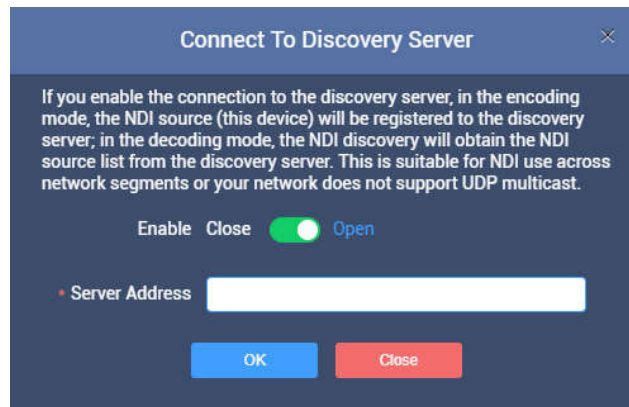 Connect To Discovery Server
If you enable the connection to the discovery server, in the encoding
mode, the NDI source (this device) will be registered to the discovery
server; in the decoding mode, the NDI discovery will obtain the NDI
source list from the discovery server. This is suitable for NDI use across
network segments or your network does not support UDP multicast.
Enable Close Open
* Server Address
OK Close